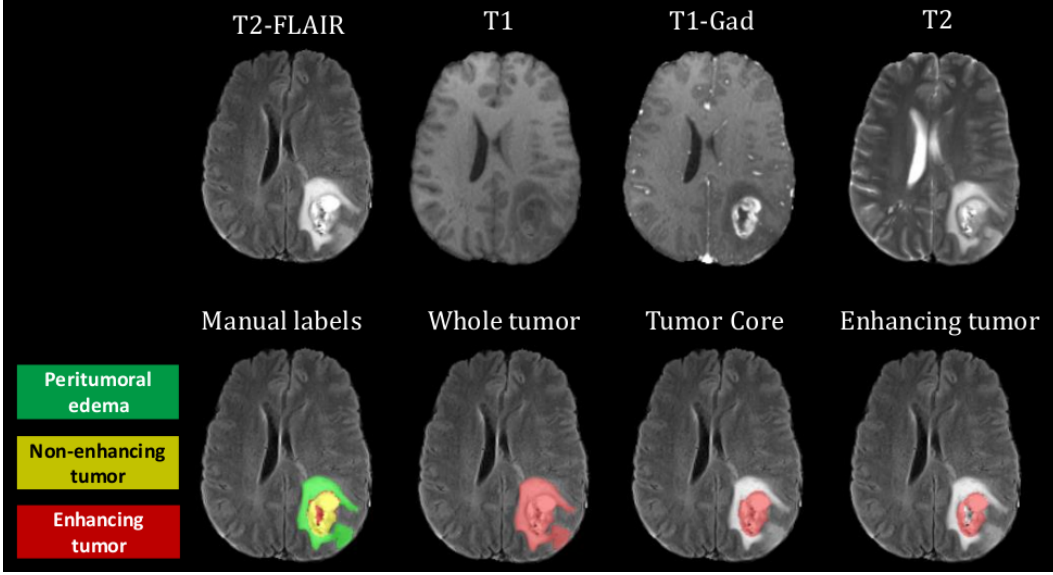 T2-FLAIR T1 T1-Gad T2
Manual labels Whole tumor Tumor Core Enhancing tumor
Peritumoral
edema
Non-enhancing
tumor
Enhancing
tumor